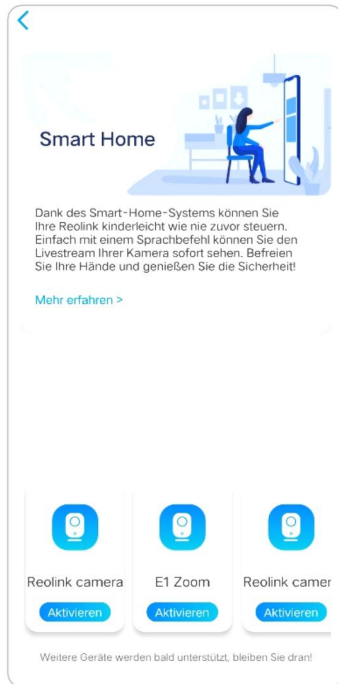 Smart Home
Dank des Smart-Home-Systems können Sie
Ihre Reolink kinderleicht wie nie zuvor steuern.
Einfach mit einem Sprachbefehl können Sie den
Livestream Ihrer Kamera sofort sehen. Befreien
Sie Ihre Hände und genießen Sie die Sicherheit!
Mehr erfahren >
Reolink camera
E1 Zoom
Reolink camer
Aktivieren
Aktivieren
Aktivieren
Weitere Geräte werden bald unterstützt, bleiben Sie dran!